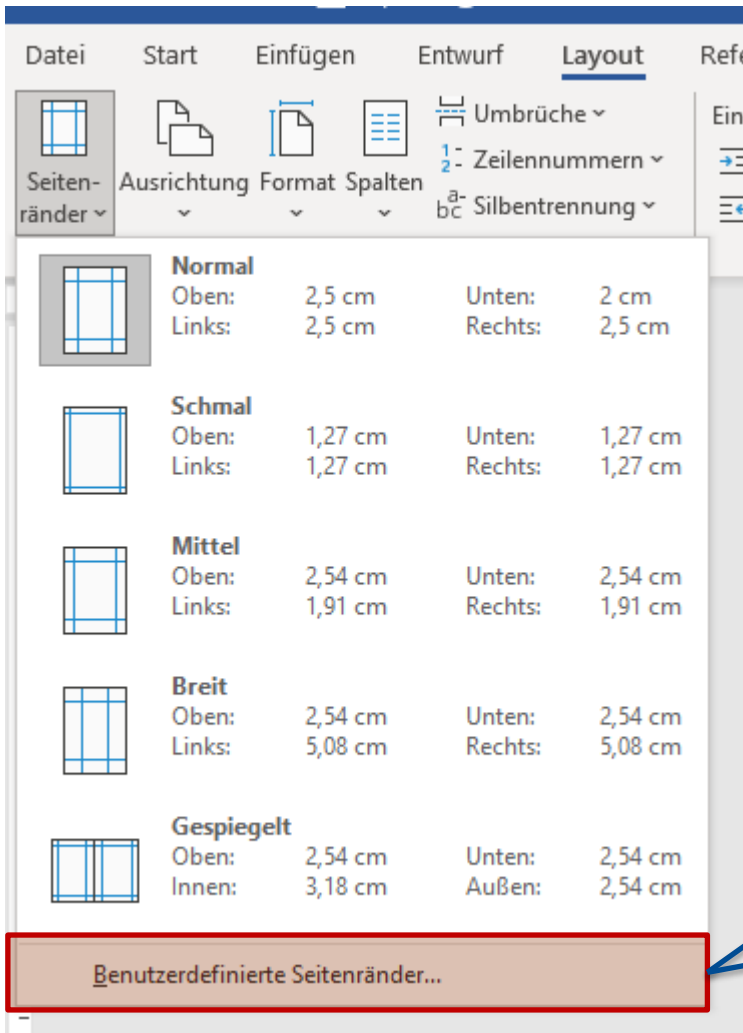 Datei Start Einfügen Entwurf Layout Refe
Seiten-
ränder
Ausrichtung
Format
Spalten
Umbrüche
Zeilennummern
Silbentrennung
Ein
Normal
Oben: 2,5 cm Unten: 2 cm
Links: 2,5 cm Rechts: 2,5 cm
Schmal
Oben: 1,27 cm Unten: 1,27 cm
Links: 1,27 cm Rechts: 1,27 cm
Mittel
Oben: 2,54 cm Unten: 2,54 cm
Links: 1,91 cm Rechts: 1,91 cm
Breit
Oben: 2,54 cm Unten: 2,54 cm
Links: 5,08 cm Rechts: 5,08 cm
Gespiegelt
Oben: 2,54 cm Unten: 2,54 cm
Innen: 3,18 cm Außen: 2,54 cm
Benutzerdefinierte Seitenränder...